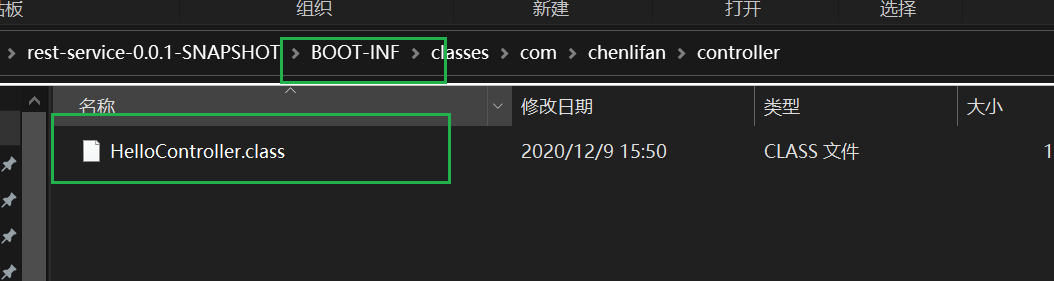 组织 新建 打开 选择
rest-service-0.0.1-SNAPSHOT > BOOT-INF > classes > com > chenlifan > controller
名称 修改日期 类型 大小
HelloController.class 2020/12/9 15:50 CLASS 文件 1